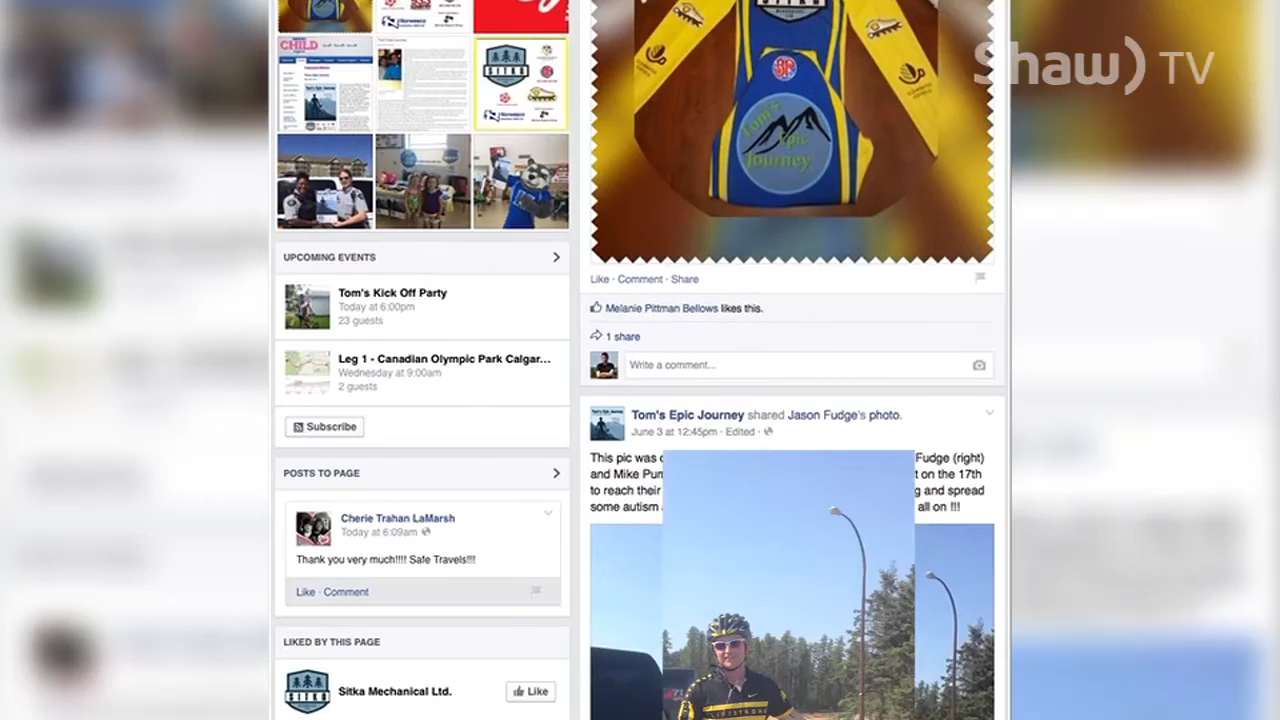 Shaw) TV
CHILD
SITKA
SITKA
Tom's
Epic
Journey
UPCOMING EVENTS
Tom's Kick Off Party
Today at 6:00pm
23 guests
Leg 1 - Canadian Olympic Park Calgar...
Wednesday at 9:00am
2 guests
Subscribe
POSTS TO PAGE
Cherie Trahan LaMarsh
Today at 6:09am
Thank you very much!!!! Safe Travels!!!
Like · Comment
LIKED BY THIS PAGE
SITKA
Sitka Mechanical Ltd.
Like
Like · Comment · Share
Melanie Pittman Bellows likes this.
1 share
Write a comment...
Tom's Epic Journey shared Jason Fudge's photo.
June 3 at 12:45pm · Edited ·
This pic was Fudge (right)
and Mike on the 17th
to reach their and spread
some autism all on !!!
LIVESTRONG